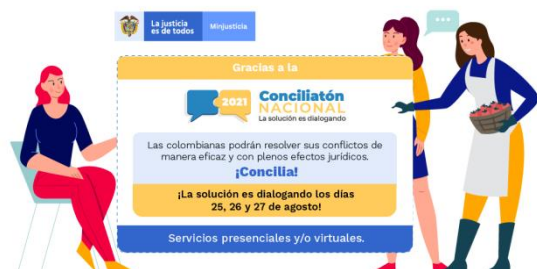 La justicia
es de todos
Minjusticia
Gracias a la
2021
Conciliatón
NACIONAL
La solución es dialogando
Las colombianas podrán resolver sus conflictos de
manera eficaz y con plenos efectos jurídicos.
¡Concilia!
¡La solución es dialogando los días
25, 26 y 27 de agosto!
Servicios presenciales y/o virtuales.